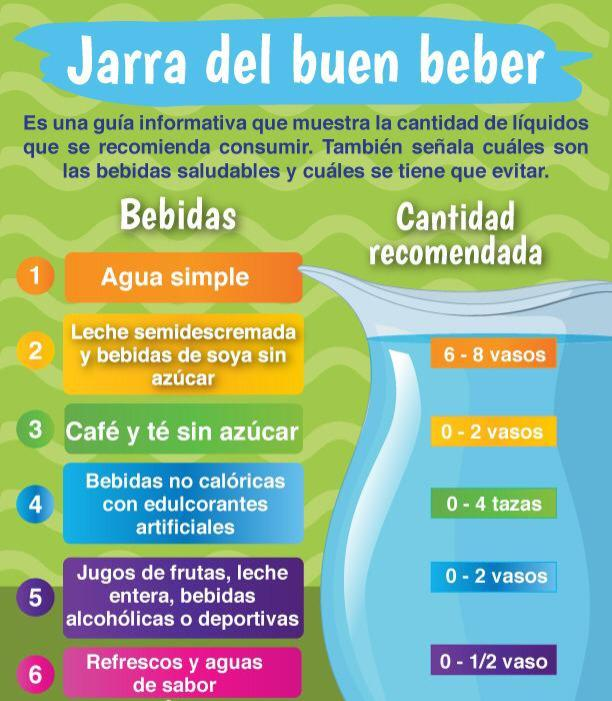 Jarra del buen beber
Es una guía informativa que muestra la cantidad de líquidos
que se recomienda consumir. También señala cuáles son
las bebidas saludables y cuáles se tiene que evitar.
Bebidas
Cantidad
recomendada
1
Agua simple
2
Leche semidescremada
y bebidas de soya sin
azúcar
6 - 8 vasos
3
Café y té sin azúcar
0 - 2 vasos
4
Bebidas no calóricas
con edulcorantes
artificiales
0 - 4 tazas
5
Jugos de frutas, leche
entera, bebidas
alcohólicas o deportivas
0 - 2 vasos
6
Refrescos y aguas
de sabor
0 - 1/2 vaso